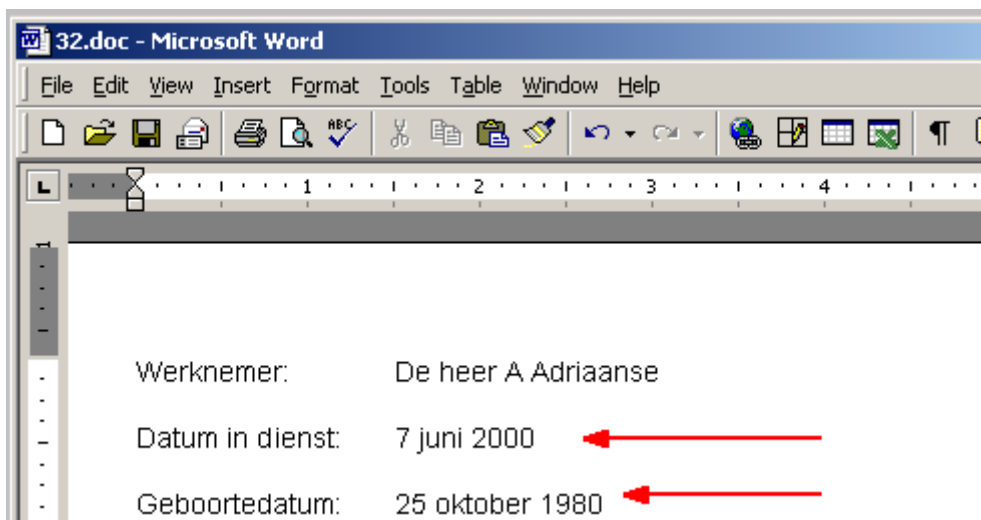 32.doc - Microsoft Word
File Edit View Insert Format Tools Table Window Help
ABC
L 1 2 3 4
Werknemer: De heer A Adriaanse
Datum in dienst: 7 juni 2000
Geboortedatum: 25 oktober 1980